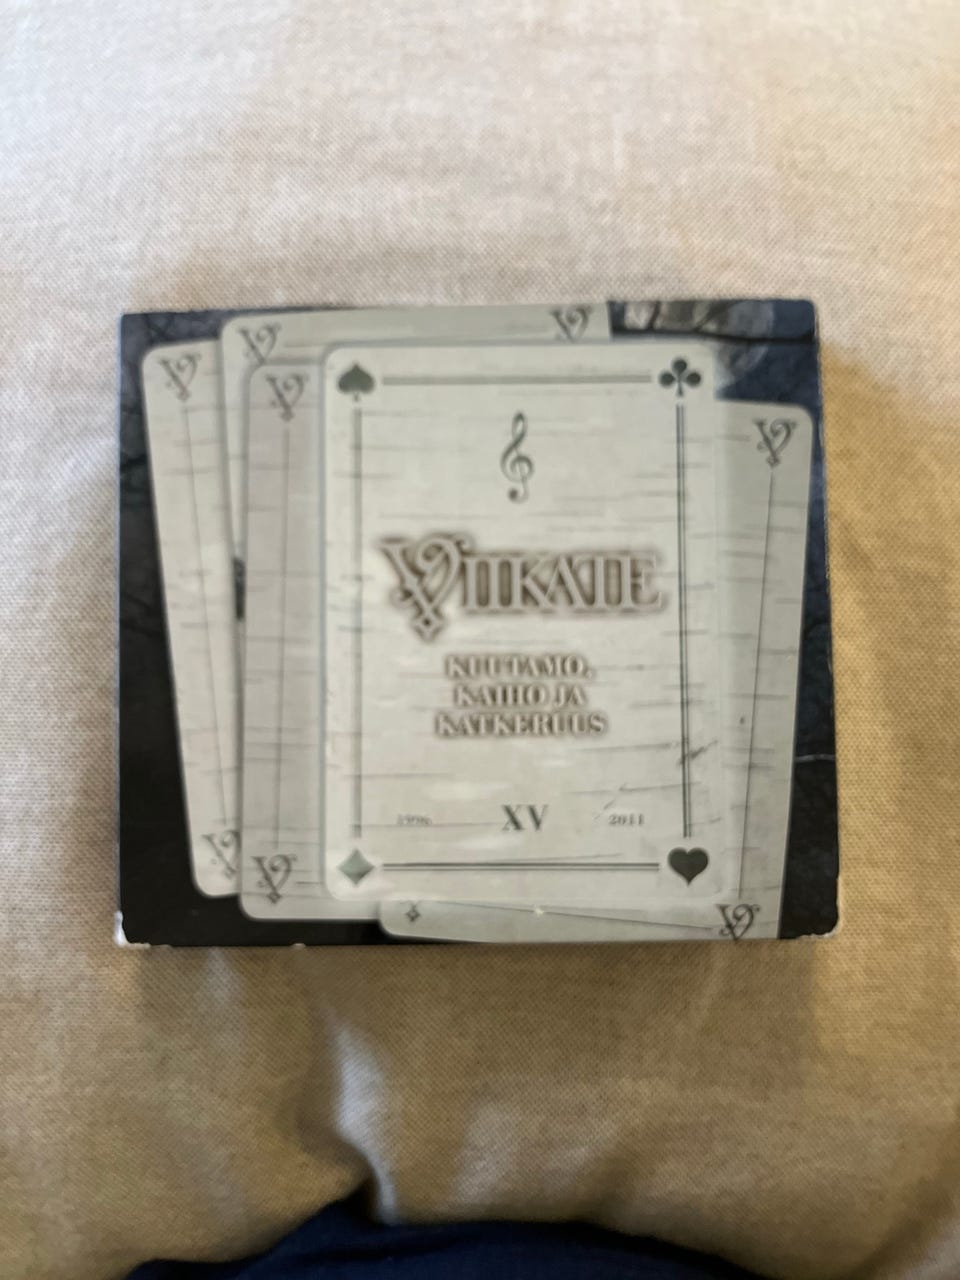 V V
V V
V
VIIKATE
KUUTAMO,
KAIHO JA
KATKERUUS
1996 XV 2011
V
V
V